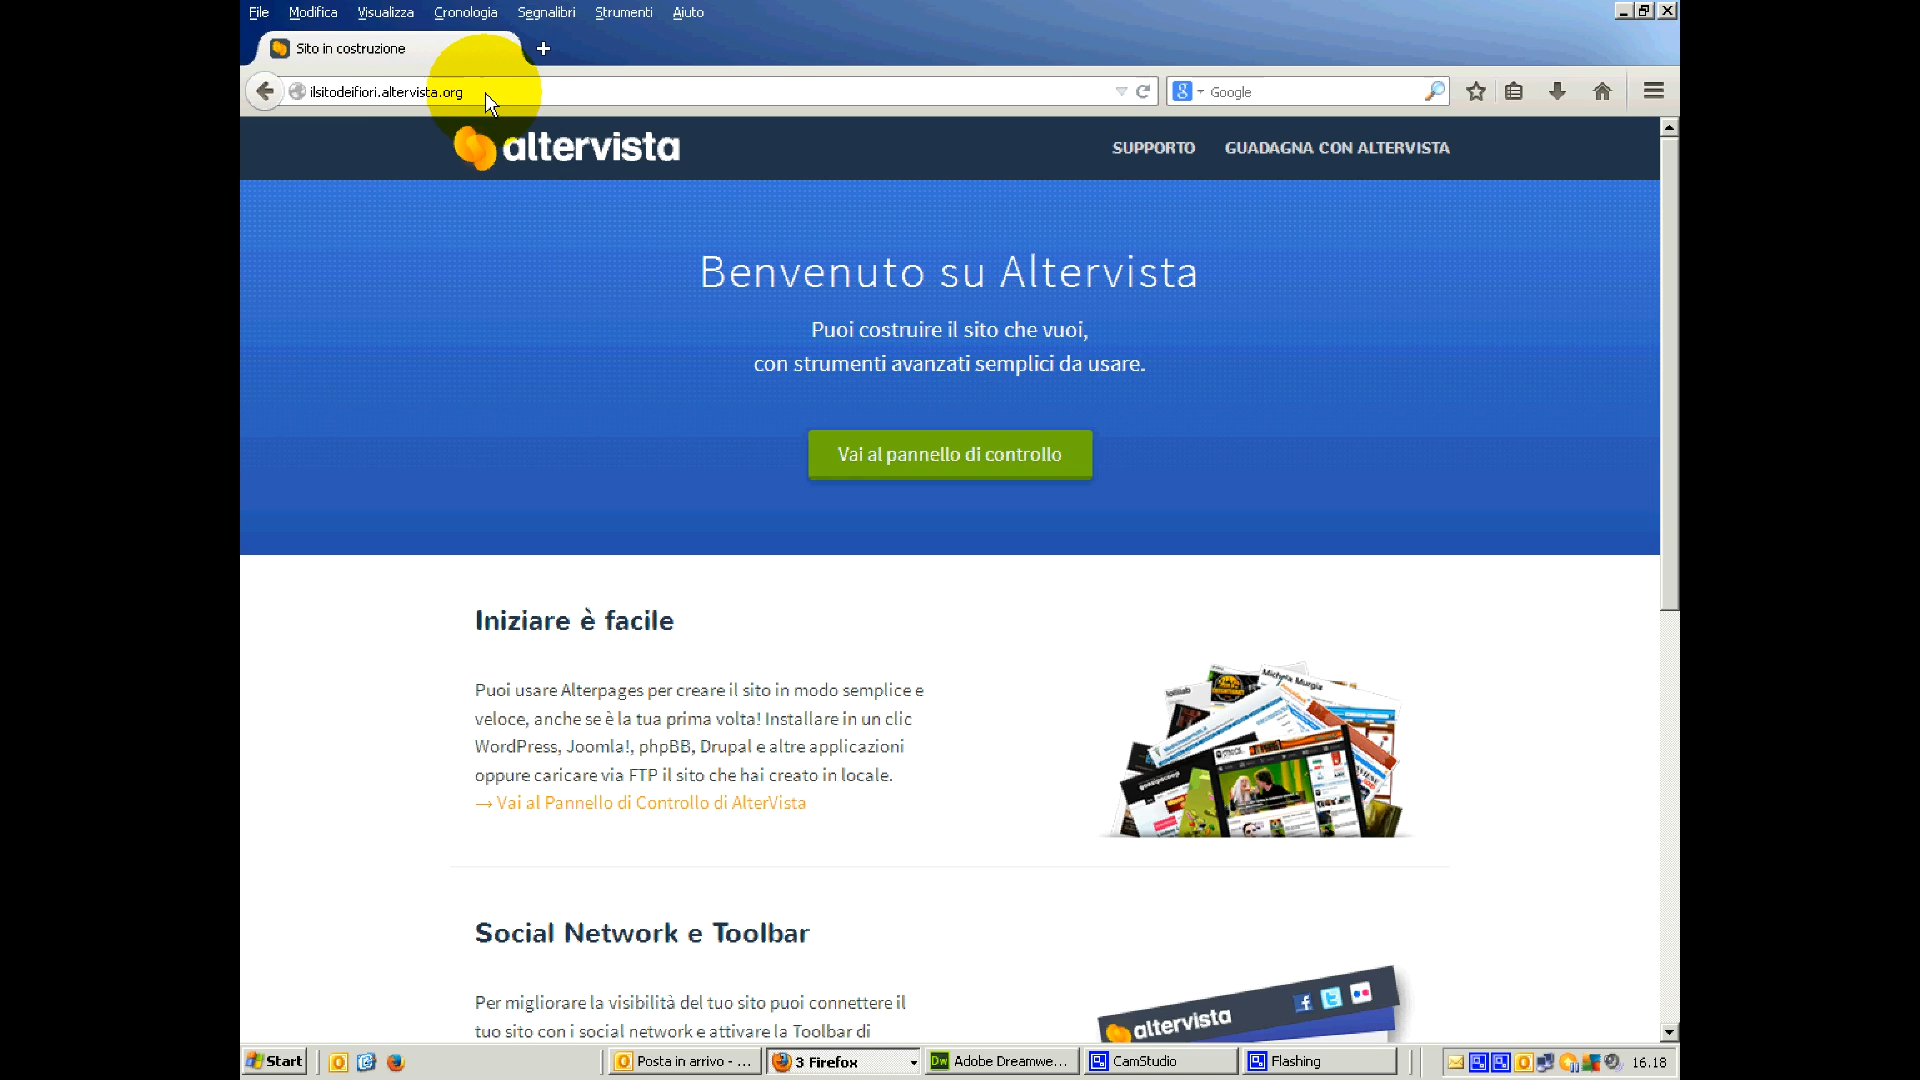 File Modifica Visualizza Cronologia Segnalibri Strumenti Aiuto
Sito in costruzione
ilsitodeifiori.altervista.org
Google
altervista
SUPPORTO GUADAGNA CON ALTERVISTA
Benvenuto su Altervista
Puoi costruire il sito che vuoi,
con strumenti avanzati semplici da usare.
Vai al pannello di controllo
Iniziare è facile
Puoi usare Alterpages per creare il sito in modo semplice e
veloce, anche se è la tua prima volta! Installare in un clic
WordPress, Joomla!, phpBB, Drupal e altre applicazioni
oppure caricare via FTP il sito che hai creato in locale.
→ Vai al Pannello di Controllo di AlterVista
Michela Murgia
Social Network e Toolbar
Per migliorare la visibilità del tuo sito puoi connettere il
tuo sito con i social network e attivare la Toolbar di
altervista
Start
Posta in arrivo - ...
3 Firefox
Adobe Dreamwe...
CamStudio
Flashing
16.18